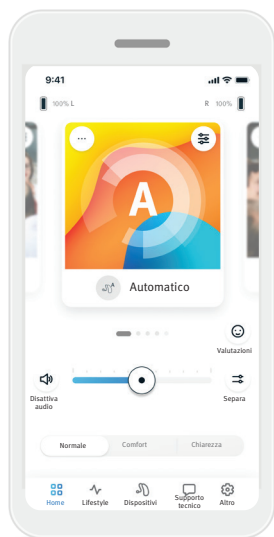 9:41
100% L
R 100%
...
A
Automatico
Valutazioni
Disattiva
audio
Separa
Normale Comfort Chiarezza
Home Lifestyle Dispositivi Supporto
tecnico Altro